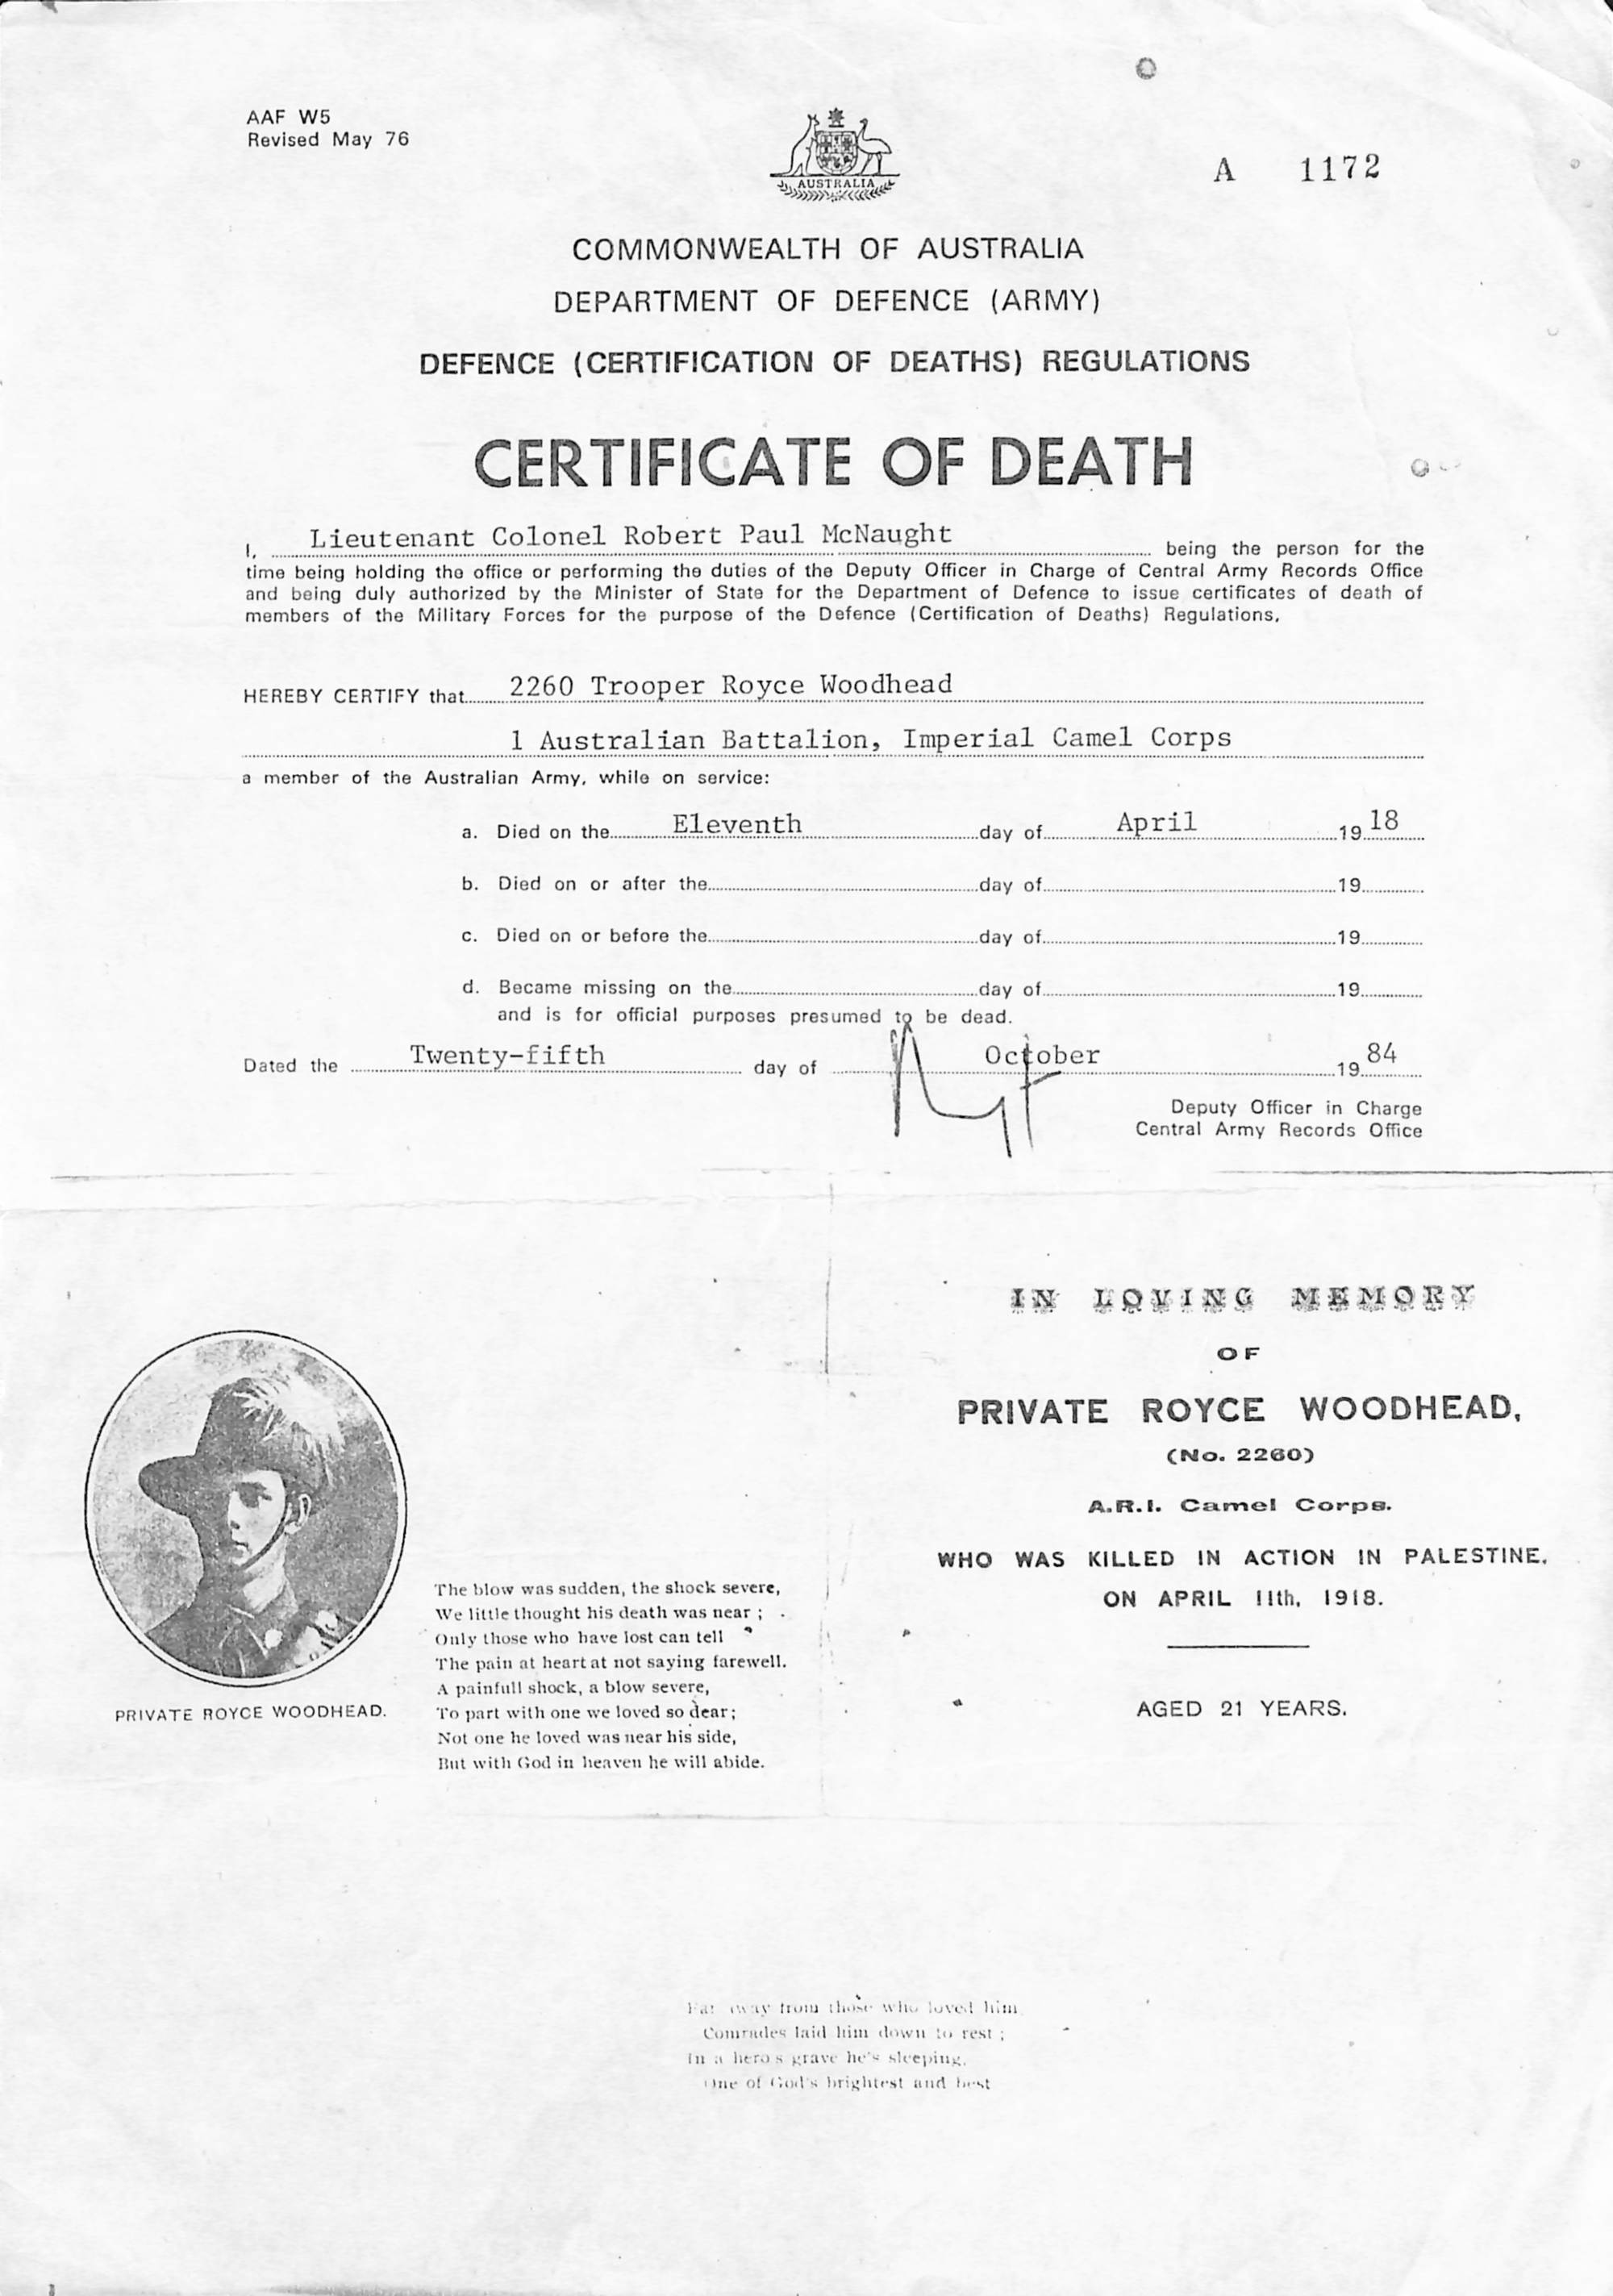 AAF W5
Revised May 76
AUSTRALIA
A 1172
COMMONWEALTH OF AUSTRALIA
DEPARTMENT OF DEFENCE (ARMY)
DEFENCE (CERTIFICATION OF DEATHS) REGULATIONS
CERTIFICATE OF DEATH
I, Lieutenant Colonel Robert Paul McNaught being the person for the
time being holding the office or performing the duties of the Deputy Officer in Charge of Central Army Records Office
and being duly authorized by the Minister of State for the Department of Defence to issue certificates of death of
members of the Military Forces for the purpose of the Defence (Certification of Deaths) Regulations,
HEREBY CERTIFY that 2260 Trooper Royce Woodhead
1 Australian Battalion, Imperial Camel Corps
a member of the Australian Army, while on service:
a. Died on the Eleventh day of April 19 18
b. Died on or after the day of 19
c. Died on or before the day of 19
d. Became missing on the day of 19
and is for official purposes presumed to be dead.
Dated the Twenty-fifth day of October 19 84
Deputy Officer in Charge
Central Army Records Office
PRIVATE ROYCE WOODHEAD.
The blow was sudden, the shock severe,
We little thought his death was near ;
Only those who have lost can tell
The pain at heart at not saying farewell.
A painfull shock, a blow severe,
To part with one we loved so dear;
Not one he loved was near his side,
But with God in heaven he will abide.
IN LOVING MEMORY
OF
PRIVATE ROYCE WOODHEAD,
(No. 2260)
A.R.I. Camel Corps.
WHO WAS KILLED IN ACTION IN PALESTINE,
ON APRIL 11th, 1918.
AGED 21 YEARS.
Far away from those who loved him
Comrades laid him down to rest ;
In a hero's grave he's sleeping,
One of God's brightest and best